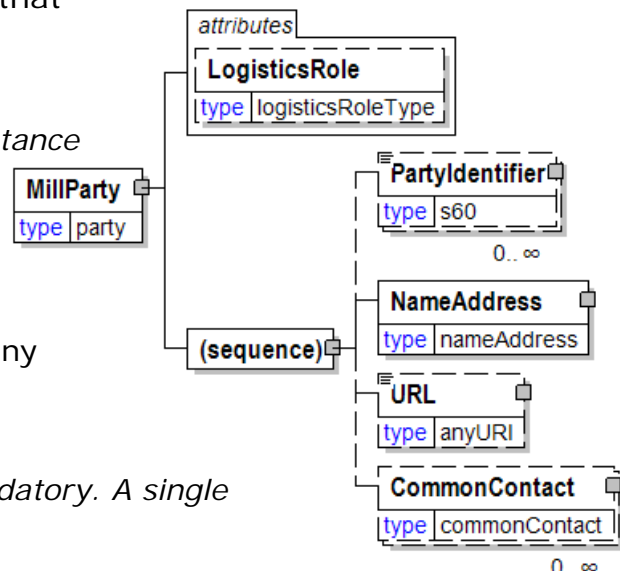 that
attributes
LogisticsRole
type logisticsRoleType
tance
MillParty
type party
PartyIdentifier
type s60
0.. ∞
NameAddress
type nameAddress
(sequence)
ny
URL
type anyURI
datory. A single
CommonContact
type commonContact
0.. ∞